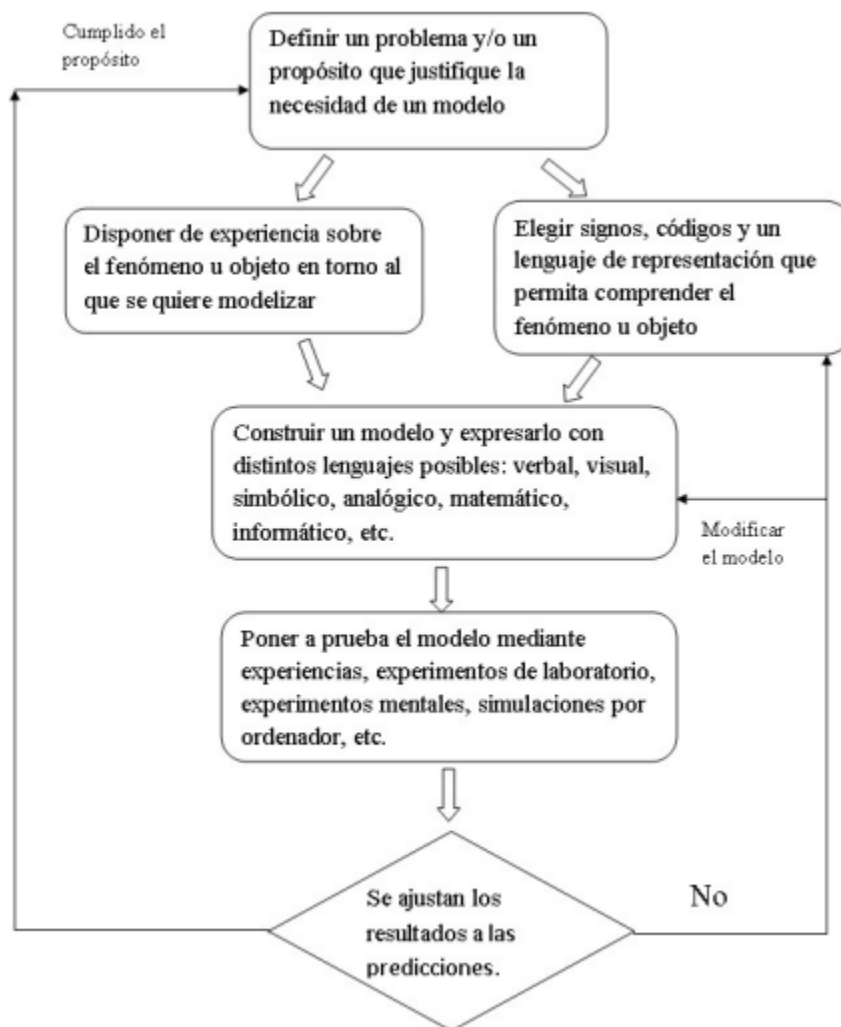 Cumplido el
propósito
Definir un problema y/o un
propósito que justifique la
necesidad de un modelo
Disponer de experiencia sobre
el fenómeno u objeto en torno al
que se quiere modelizar
Elegir signos, códigos y un
lenguaje de representación que
permita comprender el
fenómeno u objeto
Construir un modelo y expresarlo con
distintos lenguajes posibles: verbal, visual,
simbólico, analógico, matemático,
informático, etc.
Modificar
el modelo
Poner a prueba el modelo mediante
experiencias, experimentos de laboratorio,
experimentos mentales, simulaciones por
ordenador, etc.
Se ajustan los
resultados a las
predicciones.
No